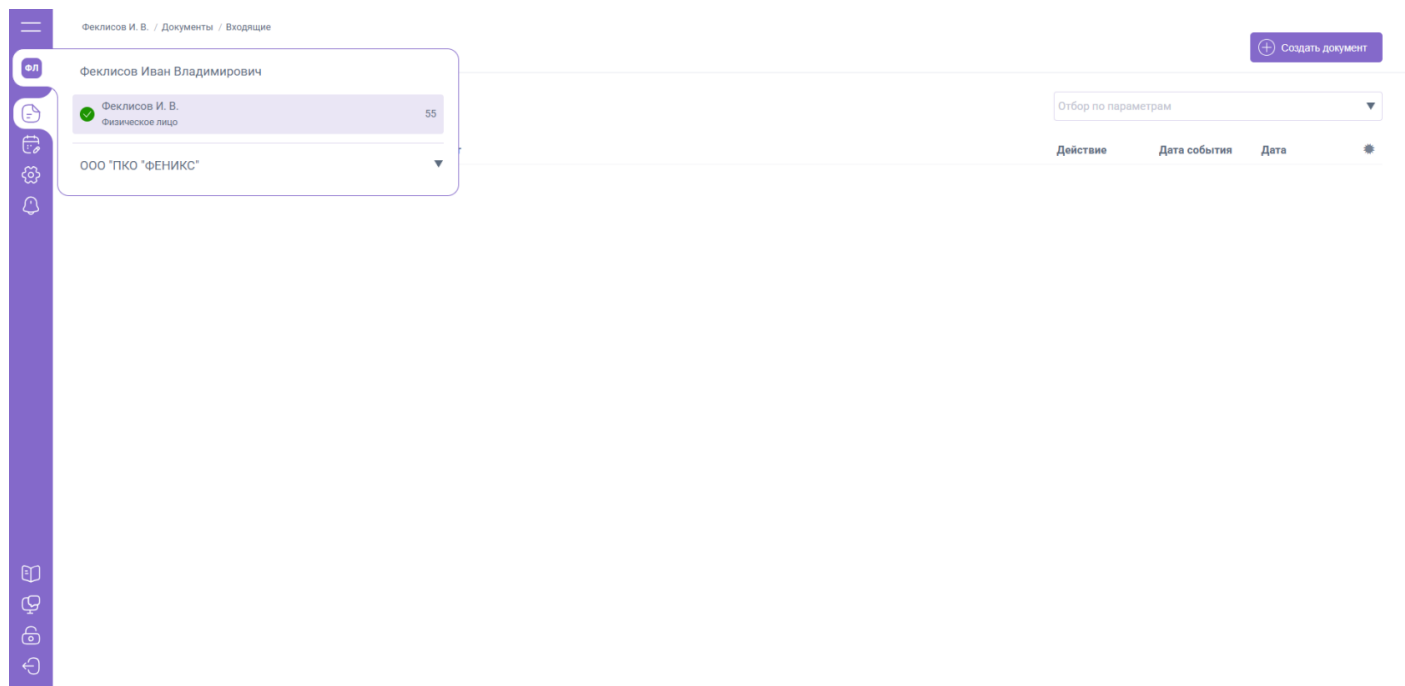 Феклисов И. В. / Документы / Входящие
Создать документ
ФЛ
Феклисов Иван Владимирович
Феклисов И. В.
Физическое лицо
55
ООО "ПКО "ФЕНИКС"
Отбор по параметрам
Действие Дата события Дата